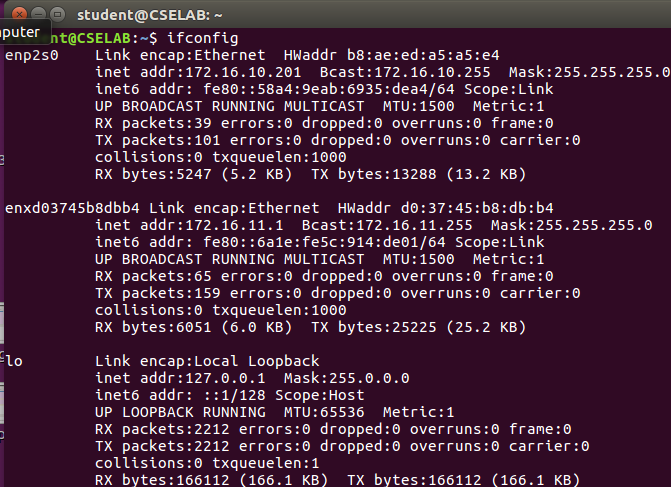 student@CSELAB: ~
puter
nt@CSELAB:~$ ifconfig
enp2s0    Link encap:Ethernet  HWaddr b8:ae:ed:a5:a5:e4
          inet addr:172.16.10.201  Bcast:172.16.10.255  Mask:255.255.255.0
          inet6 addr: fe80::58a4:9eab:6935:dea4/64 Scope:Link
          UP BROADCAST RUNNING MULTICAST  MTU:1500  Metric:1
          RX packets:39 errors:0 dropped:0 overruns:0 frame:0
          TX packets:101 errors:0 dropped:0 overruns:0 carrier:0
          collisions:0 txqueuelen:1000
          RX bytes:5247 (5.2 KB)  TX bytes:13288 (13.2 KB)
enxd03745b8dbb4 Link encap:Ethernet  HWaddr d0:37:45:b8:db:b4
          inet addr:172.16.11.1  Bcast:172.16.11.255  Mask:255.255.255.0
          inet6 addr: fe80::6a1e:fe5c:914:de01/64 Scope:Link
          UP BROADCAST RUNNING MULTICAST  MTU:1500  Metric:1
          RX packets:65 errors:0 dropped:0 overruns:0 frame:0
          TX packets:159 errors:0 dropped:0 overruns:0 carrier:0
          collisions:0 txqueuelen:1000
          RX bytes:6051 (6.0 KB)  TX bytes:25225 (25.2 KB)
lo        Link encap:Local Loopback
          inet addr:127.0.0.1  Mask:255.0.0.0
          inet6 addr: ::1/128 Scope:Host
          UP LOOPBACK RUNNING  MTU:65536  Metric:1
          RX packets:2212 errors:0 dropped:0 overruns:0 frame:0
          TX packets:2212 errors:0 dropped:0 overruns:0 carrier:0
          collisions:0 txqueuelen:1
          RX bytes:166112 (166.1 KB)  TX bytes:166112 (166.1 KB)